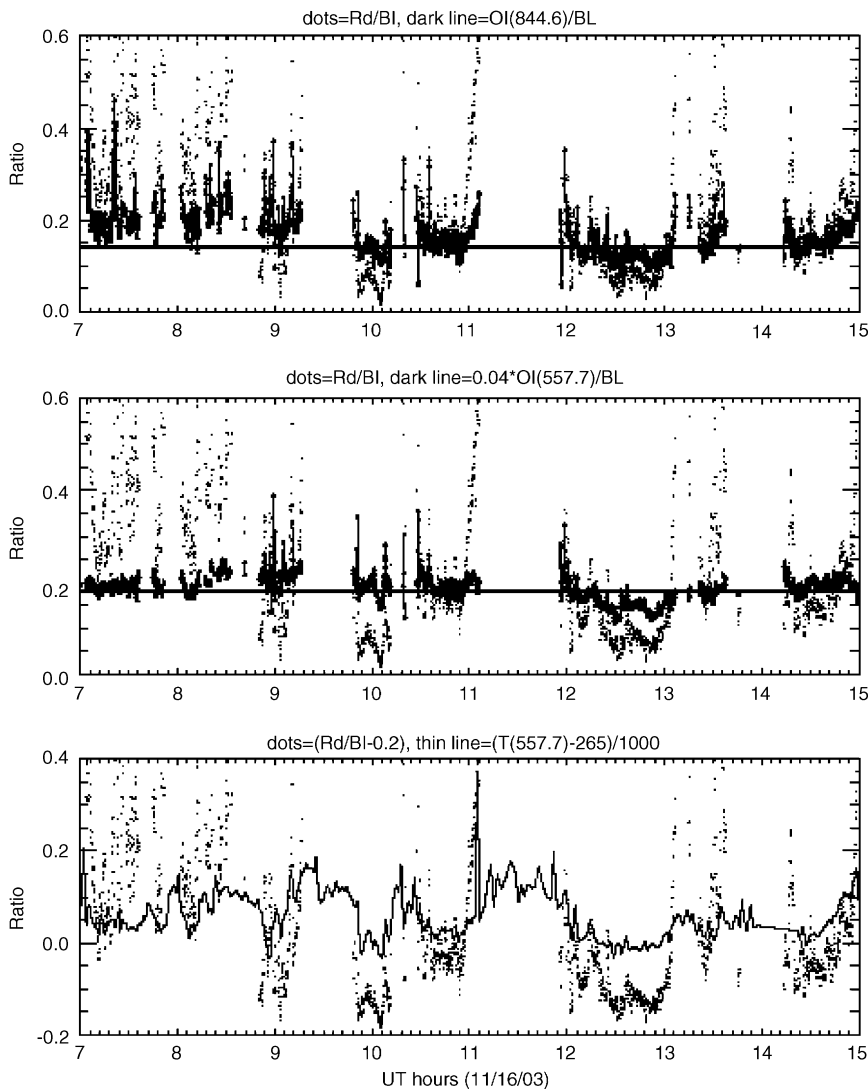 dots=Rd/Bl, dark line=OI(844.6)/BL
0.6
0.4
0.2
0.0
Ratio
7 8 9 10 11 12 13 14 15
dots=Rd/Bl, dark line=0.04*OI(557.7)/BL
0.6
0.4
0.2
0.0
Ratio
7 8 9 10 11 12 13 14 15
dots=(Rd/Bl-0.2), thin line=(T(557.7)-265)/1000
0.4
0.2
0.0
-0.2
Ratio
7 8 9 10 11 12 13 14 15
UT hours (11/16/03)